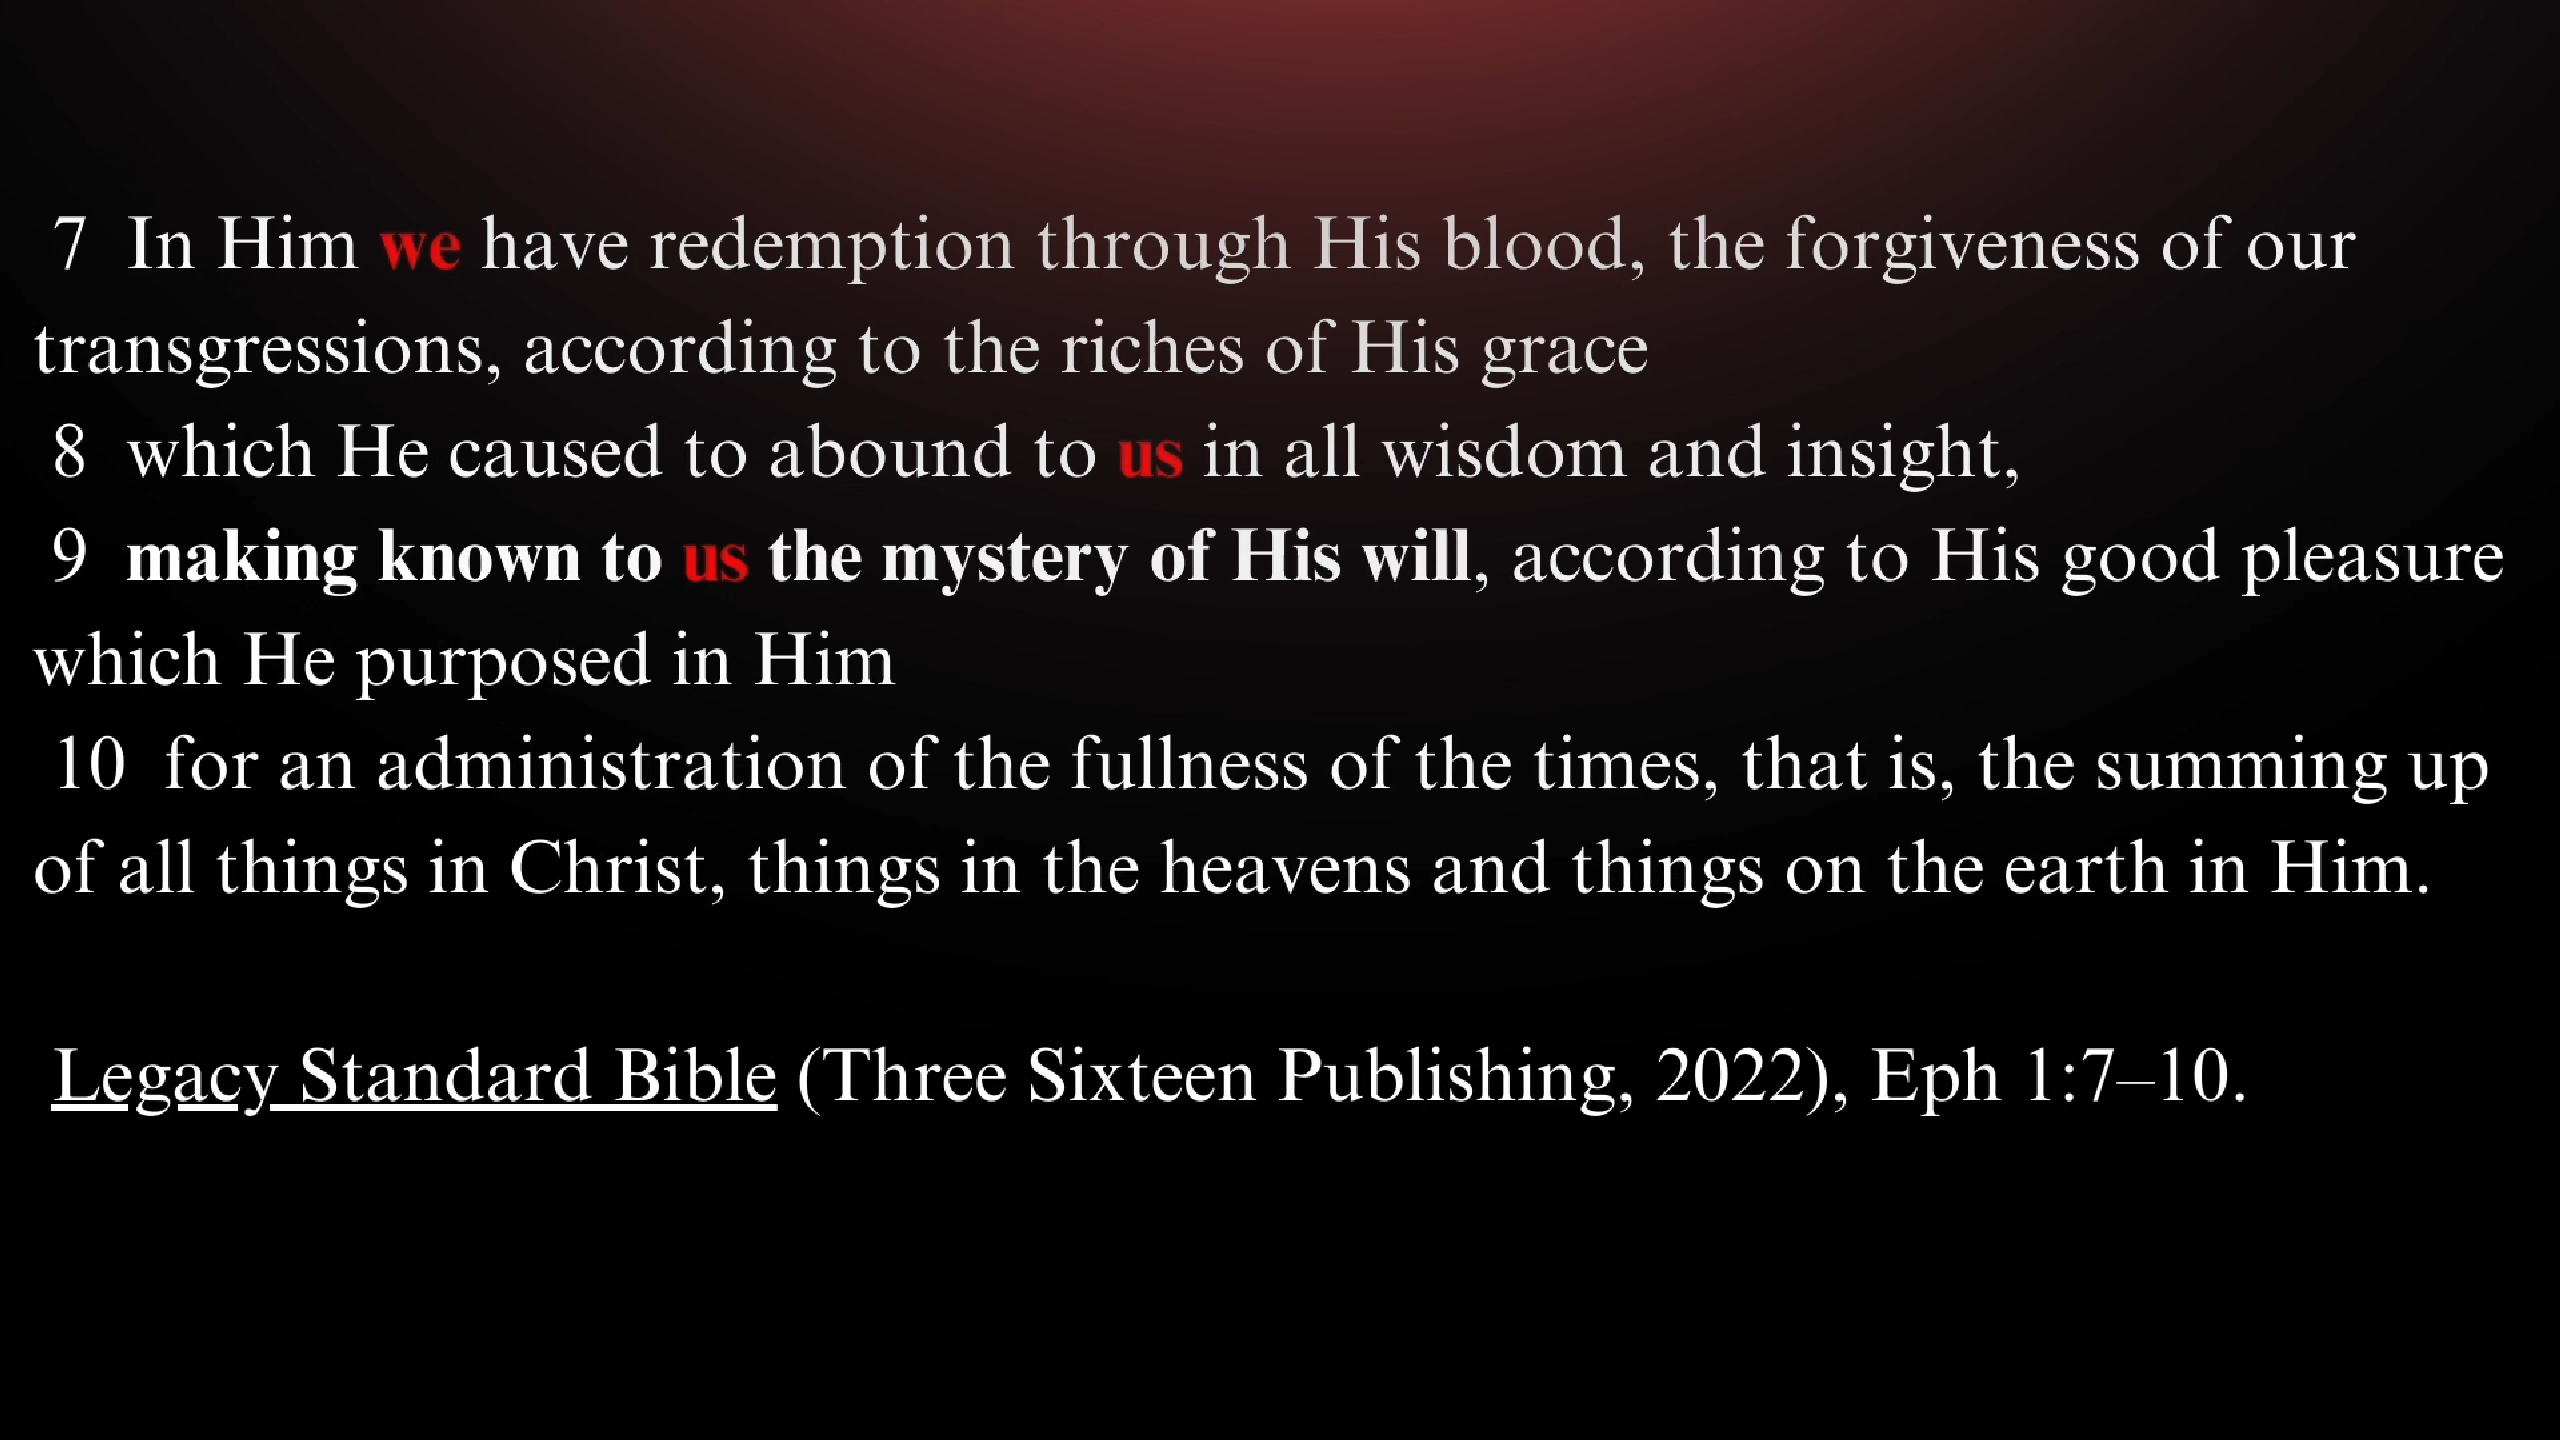 7 In Him we have redemption through His blood, the forgiveness of our
transgressions, according to the riches of His grace
8 which He caused to abound to us in all wisdom and insight,
9 making known to us the mystery of His will, according to His good pleasure
which He purposed in Him
10 for an administration of the fullness of the times, that is, the summing up
of all things in Christ, things in the heavens and things on the earth in Him.
Legacy Standard Bible (Three Sixteen Publishing, 2022), Eph 1:7–10.